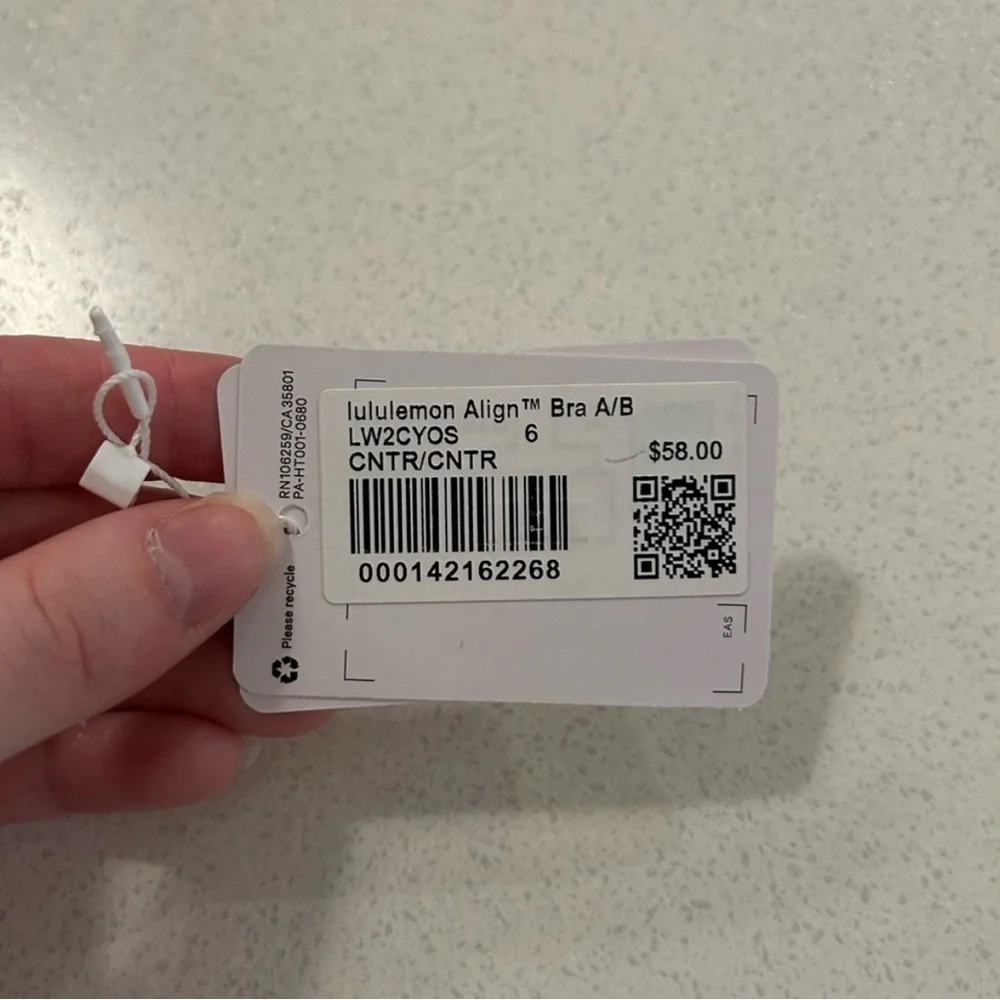 RN106259/CA35801
PA-HT001-0680
lululemon Align™ Bra A/B
LW2CYOS 6
CNTR/CNTR
$58.00
000142162268
Please recycle
EAS